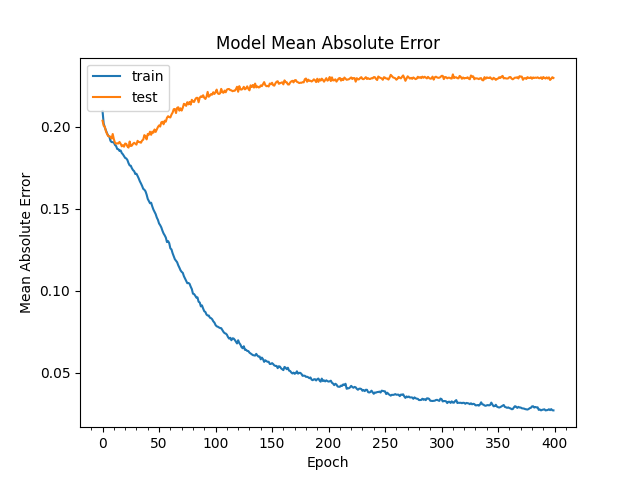 Model Mean Absolute Error
train
test
Mean Absolute Error
0.20
0.15
0.10
0.05
0 50 100 150 200 250 300 350 400
Epoch